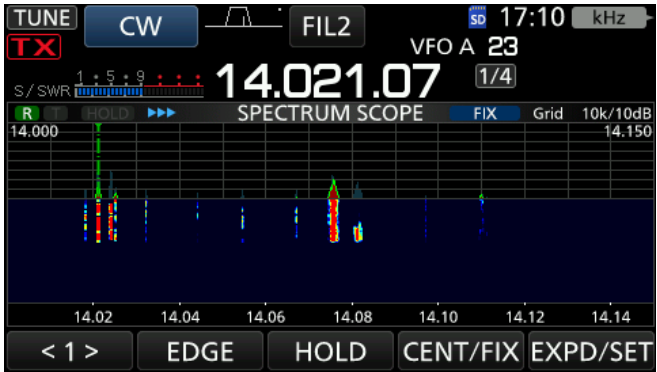 TUNE CW FIL2 SD 17:10 kHz
TX VFO A 23
S/SWR 1 5 9 14.021.07 1/4
R T HOLD SPECTRUM SCOPE FIX Grid 10k/10dB
14.000 14.150
14.02 14.04 14.06 14.08 14.10 14.12 14.14
< 1 > EDGE HOLD CENT/FIX EXPD/SET